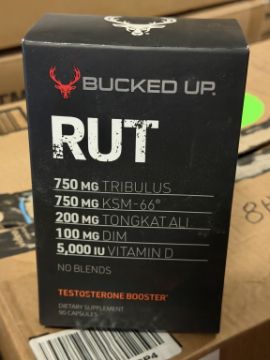 BUCKED UP®
RUT
750 MG TRIBULUS
750 MG KSM-66®
200 MG TONGKAT ALI
100 MG DIM
5,000 IU VITAMIN D
NO BLENDS
TESTOSTERONE BOOSTER*
DIETARY SUPPLEMENT
90 CAPSULES